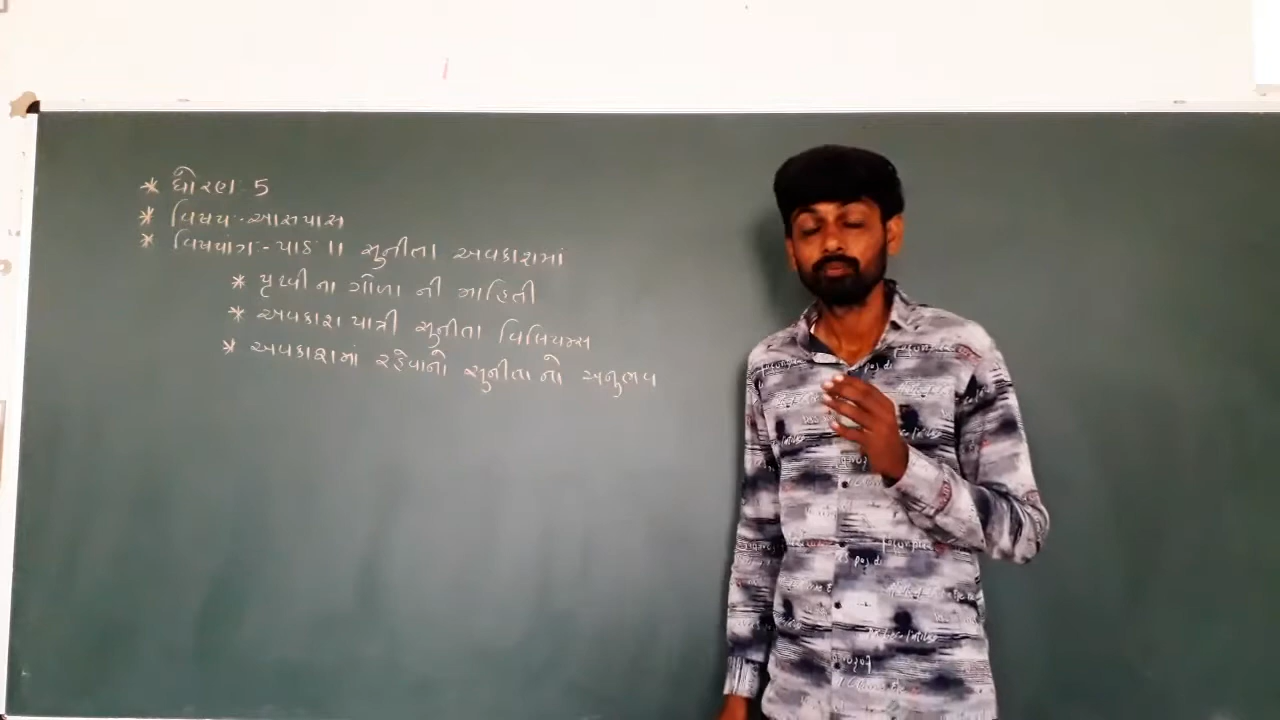 * ધોરણ - 5
* વિષય - આસપાસ
* વિષયાંગ - પાઠ 11 સુનીતા અવકાશમાં
* પૃથ્વી ના ગોળા ની માહિતી
* અવકાશ યાત્રી સુનીતા વિલિયમ્સ
* અવકાશમાં રહેવાનો સુનીતા નો અનુભવ